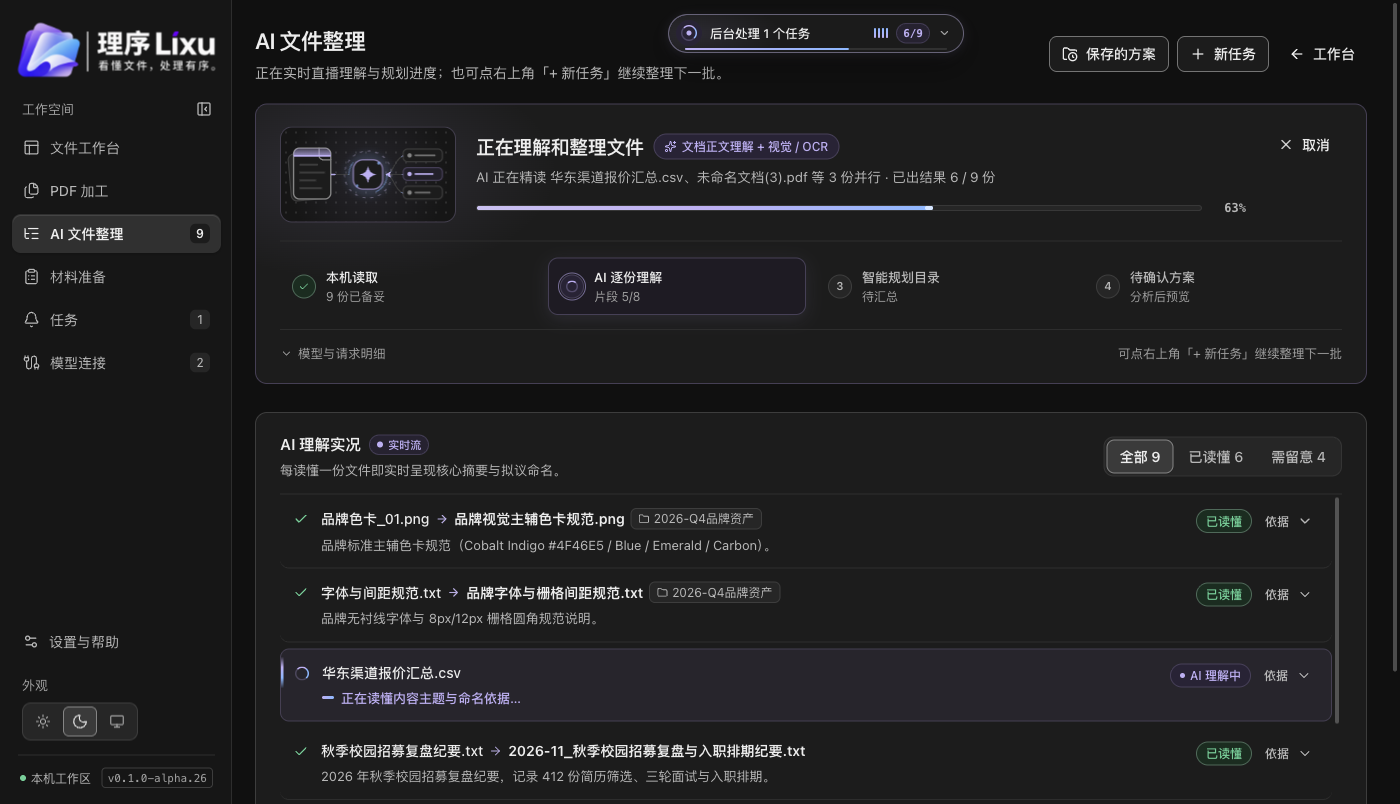 理序 Lixu
看懂文件，处理有序。
工作空间
文件工作台
PDF 加工
AI 文件整理 9
材料准备
任务 1
模型连接 2
设置与帮助
外观
本机工作区 v0.1.0-alpha.26
AI 文件整理
正在实时直播理解与规划进度；也可点右上角「+ 新任务」继续整理下一批。
后台处理 1 个任务 6/9
保存的方案
新任务
工作台
正在理解和整理文件 文档正文理解 + 视觉 / OCR
取消
AI 正在精读 华东渠道报价汇总.csv、未命名文档(3).pdf 等 3 份并行 · 已出结果 6 / 9 份
63%
本机读取
9 份已备妥
AI 逐份理解
片段 5/8
3 智能规划目录
待汇总
4 待确认方案
分析后预览
模型与请求明细
可点右上角「+ 新任务」继续整理下一批
AI 理解实况 实时流
每读懂一份文件即实时呈现核心摘要与拟议命名。
全部 9 已读懂 6 需留意 4
品牌色卡_01.png → 品牌视觉主辅色卡规范.png 2026-Q4品牌资产 已读懂 依据
品牌标准主辅色卡规范（Cobalt Indigo #4F46E5 / Blue / Emerald / Carbon）。
字体与间距规范.txt → 品牌字体与栅格间距规范.txt 2026-Q4品牌资产 已读懂 依据
品牌无衬线字体与 8px/12px 栅格圆角规范说明。
华东渠道报价汇总.csv AI 理解中 依据
正在读懂内容主题与命名依据...
秋季校园招募复盘纪要.txt → 2026-11_秋季校园招募复盘与入职排期纪要.txt 已读懂 依据
2026 年秋季校园招募复盘纪要，记录 412 份简历筛选、三轮面试与入职排期。